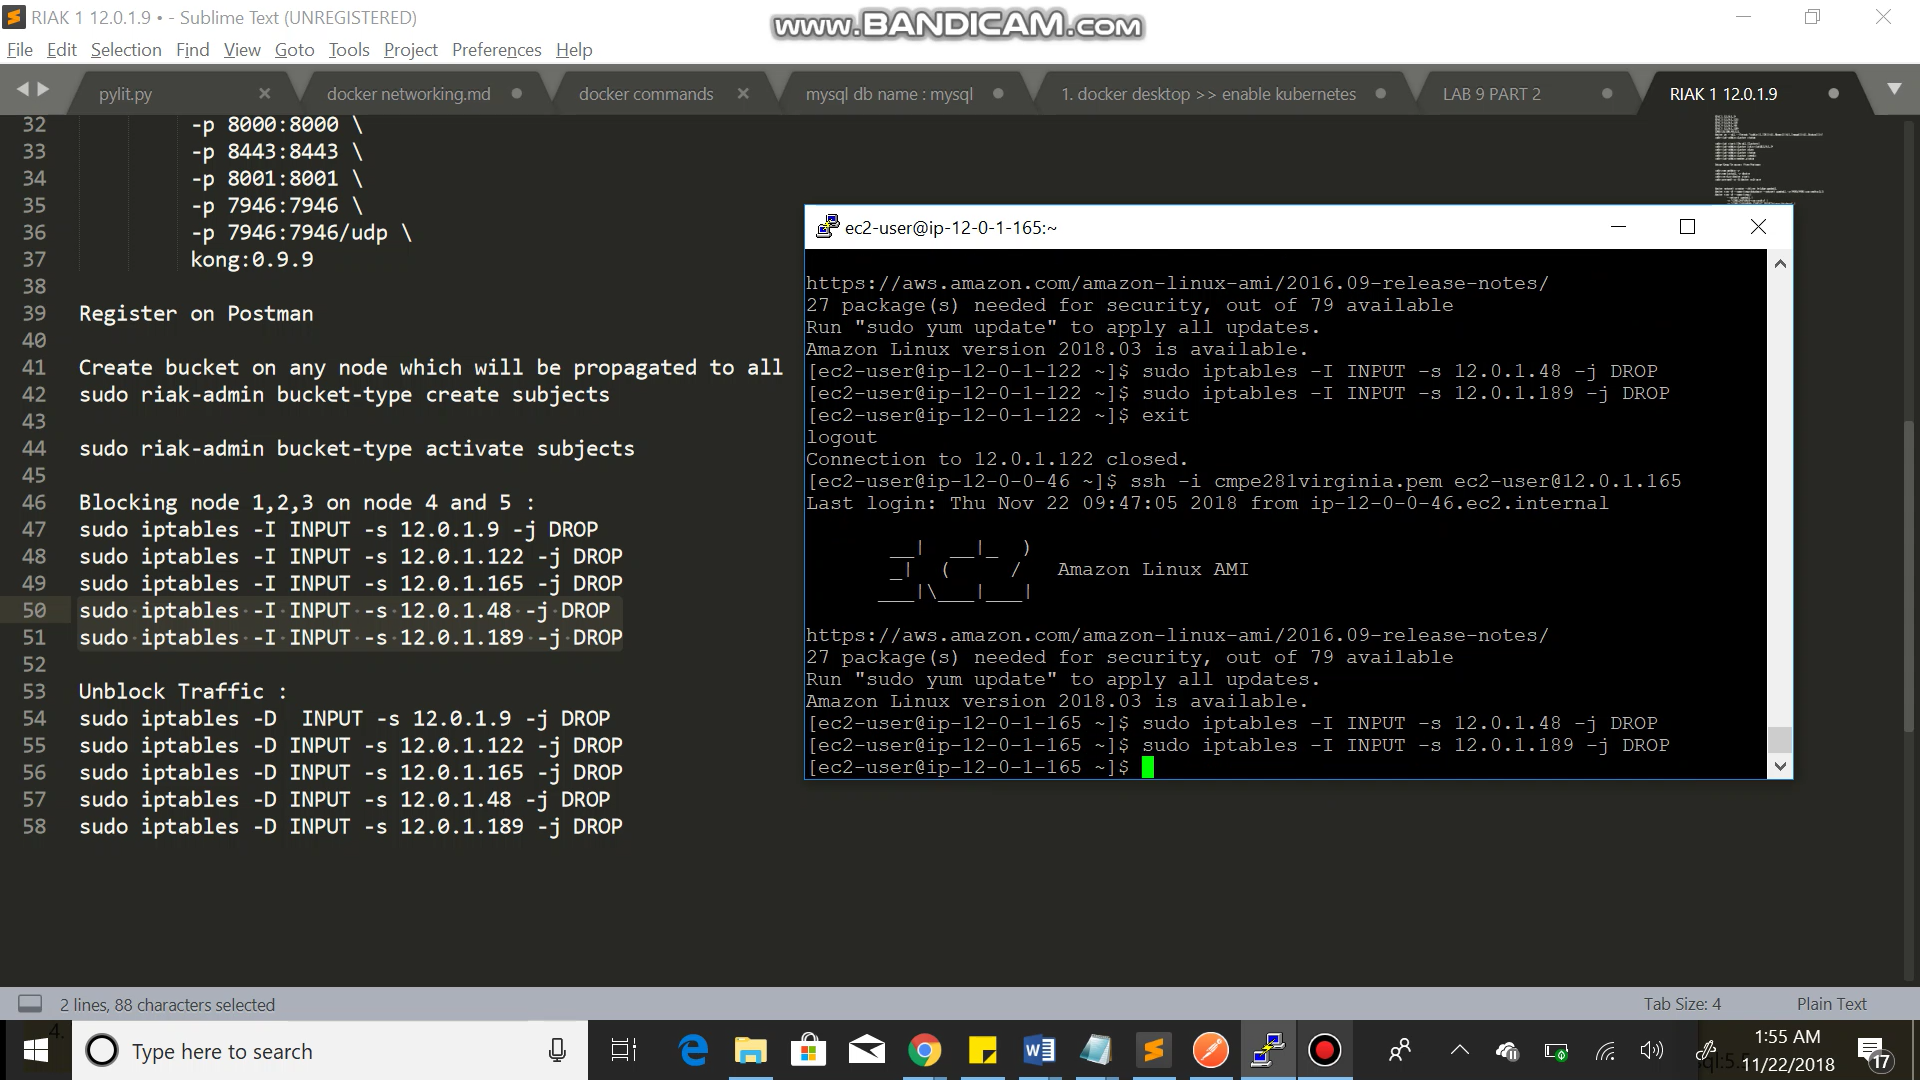 RIAK 1 12.0.1.9 • - Sublime Text (UNREGISTERED)
www.BANDICAM.com
File Edit Selection Find View Goto Tools Project Preferences Help
pylit.py
docker networking.md
docker commands
mysql db name : mysql
1. docker desktop >> enable kubernetes
LAB 9 PART 2
RIAK 1 12.0.1.9
32 -p 8000:8000 \
33 -p 8443:8443 \
34 -p 8001:8001 \
35 -p 7946:7946 \
36 -p 7946:7946/udp \
37 kong:0.9.9
38
39 Register on Postman
40
41 Create bucket on any node which will be propagated to all
42 sudo riak-admin bucket-type create subjects
43
44 sudo riak-admin bucket-type activate subjects
45
46 Blocking node 1,2,3 on node 4 and 5 :
47 sudo iptables -I INPUT -s 12.0.1.9 -j DROP
48 sudo iptables -I INPUT -s 12.0.1.122 -j DROP
49 sudo iptables -I INPUT -s 12.0.1.165 -j DROP
50 sudo iptables -I INPUT -s 12.0.1.48 -j DROP
51 sudo iptables -I INPUT -s 12.0.1.189 -j DROP
52
53 Unblock Traffic :
54 sudo iptables -D  INPUT -s 12.0.1.9 -j DROP
55 sudo iptables -D INPUT -s 12.0.1.122 -j DROP
56 sudo iptables -D INPUT -s 12.0.1.165 -j DROP
57 sudo iptables -D INPUT -s 12.0.1.48 -j DROP
58 sudo iptables -D INPUT -s 12.0.1.189 -j DROP
ec2-user@ip-12-0-1-165:~
https://aws.amazon.com/amazon-linux-ami/2016.09-release-notes/
27 package(s) needed for security, out of 79 available
Run "sudo yum update" to apply all updates.
Amazon Linux version 2018.03 is available.
[ec2-user@ip-12-0-1-122 ~]$ sudo iptables -I INPUT -s 12.0.1.48 -j DROP
[ec2-user@ip-12-0-1-122 ~]$ sudo iptables -I INPUT -s 12.0.1.189 -j DROP
[ec2-user@ip-12-0-1-122 ~]$ exit
logout
Connection to 12.0.1.122 closed.
[ec2-user@ip-12-0-0-46 ~]$ ssh -i cmpe281virginia.pem ec2-user@12.0.1.165
Last login: Thu Nov 22 09:47:05 2018 from ip-12-0-0-46.ec2.internal
__|  __|_  )
_|  (     /   Amazon Linux AMI
___|\___|___|
https://aws.amazon.com/amazon-linux-ami/2016.09-release-notes/
27 package(s) needed for security, out of 79 available
Run "sudo yum update" to apply all updates.
Amazon Linux version 2018.03 is available.
[ec2-user@ip-12-0-1-165 ~]$ sudo iptables -I INPUT -s 12.0.1.48 -j DROP
[ec2-user@ip-12-0-1-165 ~]$ sudo iptables -I INPUT -s 12.0.1.189 -j DROP
[ec2-user@ip-12-0-1-165 ~]$
2 lines, 88 characters selected
Tab Size: 4
Plain Text
Type here to search
1:55 AM
11/22/2018
17